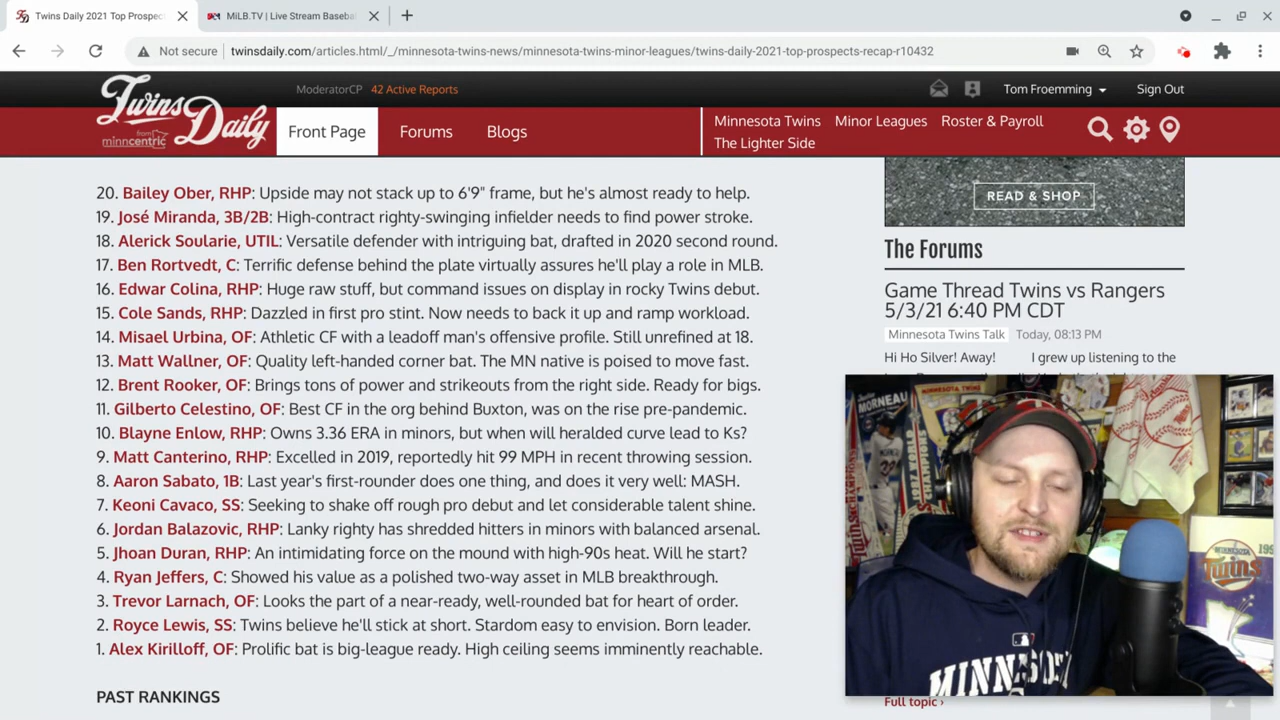 Twins Daily 2021 Top Prospec
MiLB.TV | Live Stream Baseba
Not secure
twinsdaily.com/articles.html/_/minnesota-twins-news/minnesota-twins-minor-leagues/twins-daily-2021-top-prospects-recap-r10432
ModeratorCP
42 Active Reports
Tom Froemming
Sign Out
Twins Daily
from minncentric
Front Page
Forums
Blogs
Minnesota Twins
Minor Leagues
Roster & Payroll
The Lighter Side
20. Bailey Ober, RHP: Upside may not stack up to 6'9" frame, but he's almost ready to help.
19. José Miranda, 3B/2B: High-contract righty-swinging infielder needs to find power stroke.
18. Alerick Soularie, UTIL: Versatile defender with intriguing bat, drafted in 2020 second round.
17. Ben Rortvedt, C: Terrific defense behind the plate virtually assures he'll play a role in MLB.
16. Edwar Colina, RHP: Huge raw stuff, but command issues on display in rocky Twins debut.
15. Cole Sands, RHP: Dazzled in first pro stint. Now needs to back it up and ramp workload.
14. Misael Urbina, OF: Athletic CF with a leadoff man's offensive profile. Still unrefined at 18.
13. Matt Wallner, OF: Quality left-handed corner bat. The MN native is poised to move fast.
12. Brent Rooker, OF: Brings tons of power and strikeouts from the right side. Ready for bigs.
11. Gilberto Celestino, OF: Best CF in the org behind Buxton, was on the rise pre-pandemic.
10. Blayne Enlow, RHP: Owns 3.36 ERA in minors, but when will heralded curve lead to Ks?
9. Matt Canterino, RHP: Excelled in 2019, reportedly hit 99 MPH in recent throwing session.
8. Aaron Sabato, 1B: Last year's first-rounder does one thing, and does it very well: MASH.
7. Keoni Cavaco, SS: Seeking to shake off rough pro debut and let considerable talent shine.
6. Jordan Balazovic, RHP: Lanky righty has shredded hitters in minors with balanced arsenal.
5. Jhoan Duran, RHP: An intimidating force on the mound with high-90s heat. Will he start?
4. Ryan Jeffers, C: Showed his value as a polished two-way asset in MLB breakthrough.
3. Trevor Larnach, OF: Looks the part of a near-ready, well-rounded bat for heart of order.
2. Royce Lewis, SS: Twins believe he'll stick at short. Stardom easy to envision. Born leader.
1. Alex Kirilloff, OF: Prolific bat is big-league ready. High ceiling seems imminently reachable.
PAST RANKINGS
READ & SHOP
The Forums
Game Thread Twins vs Rangers
5/3/21 6:40 PM CDT
Minnesota Twins Talk
Today, 08:13 PM
Hi Ho Silver! Away! I grew up listening to the
MORNEAU
Twins
MINNESOT
Full topic ›